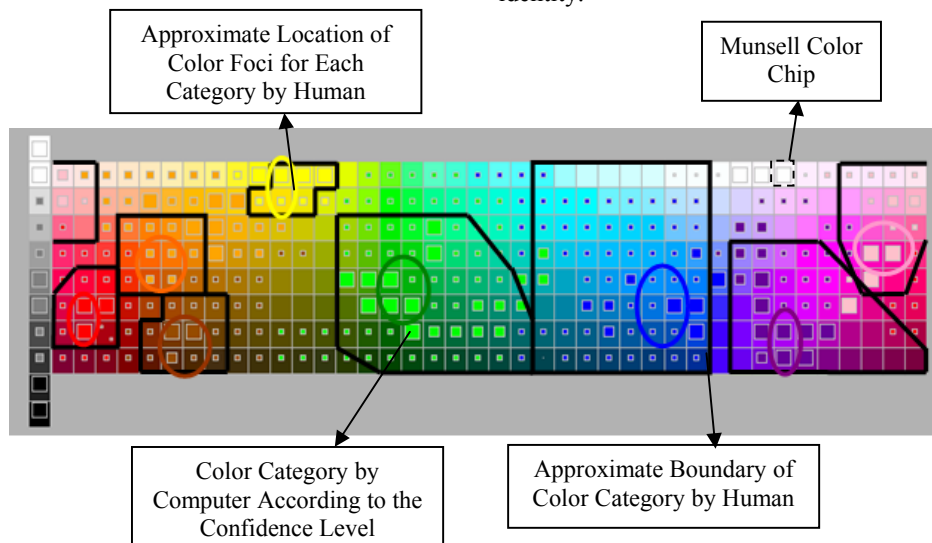 identity.
Approximate Location of
Color Foci for Each
Category by Human
Munsell Color
Chip
Color Category by
Computer According to the
Confidence Level
Approximate Boundary of
Color Category by Human